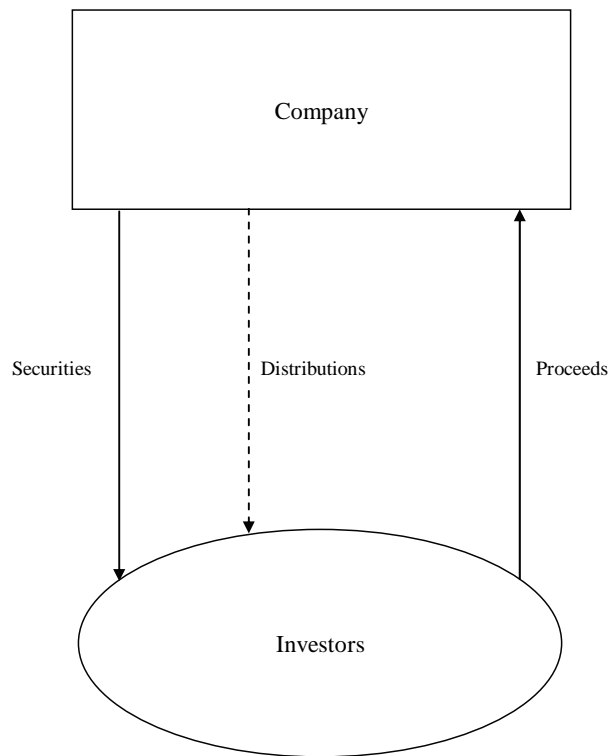 Company
Securities
Distributions
Proceeds
Investors